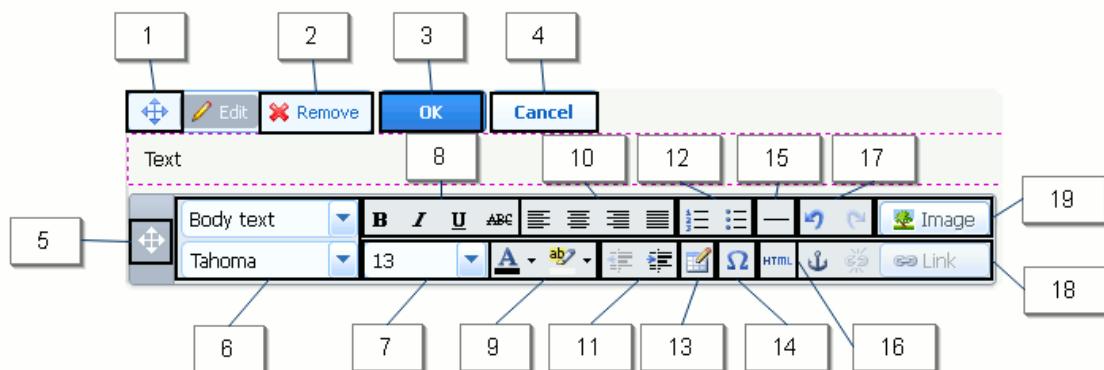 1 2 3 4
Edit Remove OK Cancel
Text
8 10 12 15 17
5 19
Body text B I U ABC Image
Tahoma 13 A ab Ω HTML Link
18
6 7 9 11 13 14 16